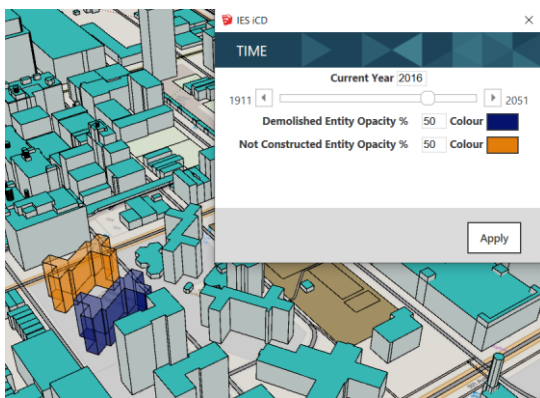 IES iCD
TIME
Current Year 2016
1911 2051
Demolished Entity Opacity % 50 Colour
Not Constructed Entity Opacity % 50 Colour
Apply